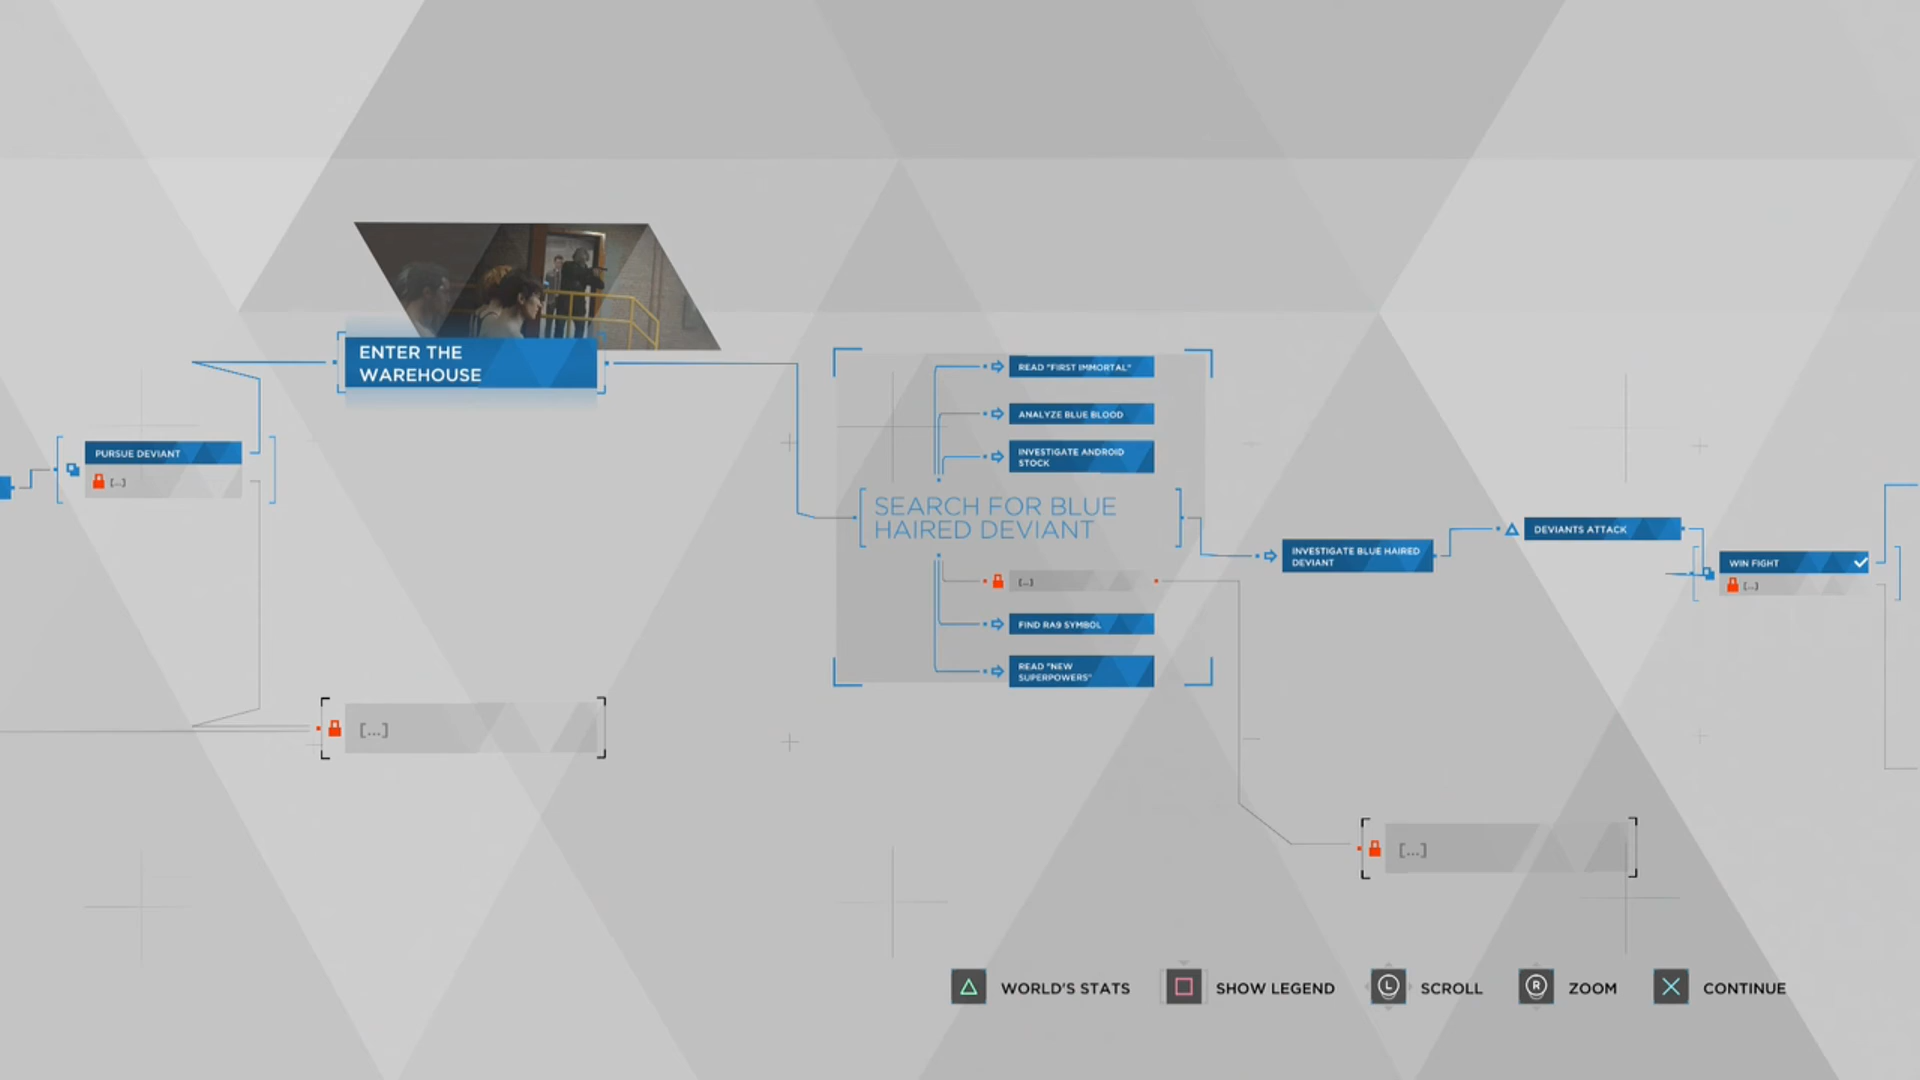 ENTER THE
WAREHOUSE
PURSUE DEVIANT
[...]
[...]
READ "FIRST IMMORTAL"
ANALYZE BLUE BLOOD
INVESTIGATE ANDROID
STOCK
SEARCH FOR BLUE
HAIRED DEVIANT
[...]
FIND RA9 SYMBOL
READ "NEW
SUPERPOWERS"
INVESTIGATE BLUE HAIRED
DEVIANT
DEVIANTS ATTACK
WIN FIGHT
[...]
[...]
WORLD'S STATS
SHOW LEGEND
L
SCROLL
R
ZOOM
CONTINUE